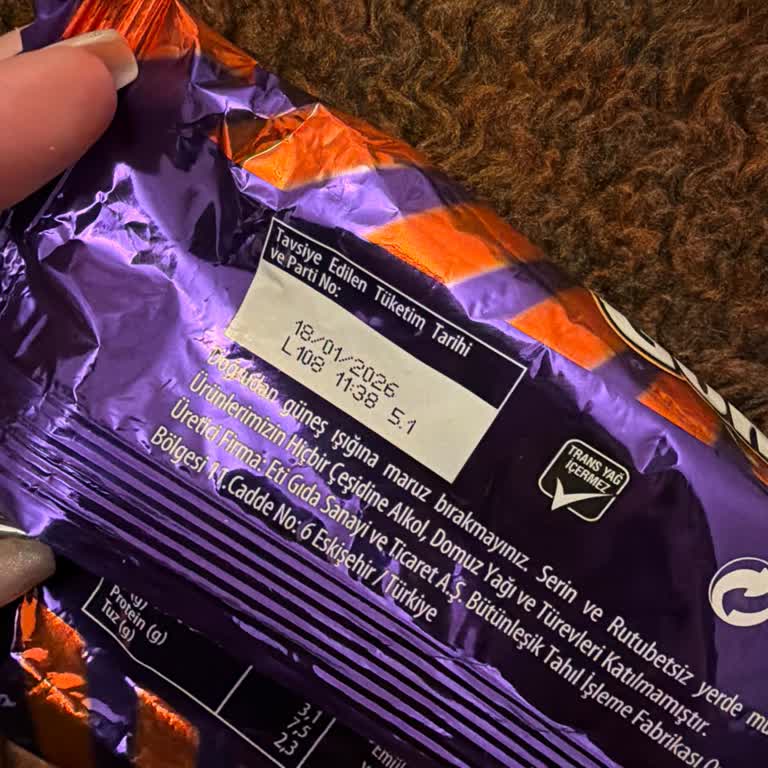 Tavsiye Edilen Tüketim Tarihi
ve Parti No:
18/01/2026
L108 11:38 5.1
Doğrudan güneş ışığına maruz bırakmayınız. Serin ve Rutubetsiz yerde
Ürünlerimizin Hiçbir Çeşidine Alkol, Domuz Yağı ve Türevleri Katılmamıştır.
Üretici Firma: Eti Gıda Sanayi ve Ticaret A.Ş. Bütünleşik Tahıl İşleme Fabrikası
Bölgesi 11.Cadde No: 6 Eskişehir/Türkiye
TRANS YAĞ
İÇERMEZ
Protein (g)
Tuz (g)
3,1
7,5
2,3